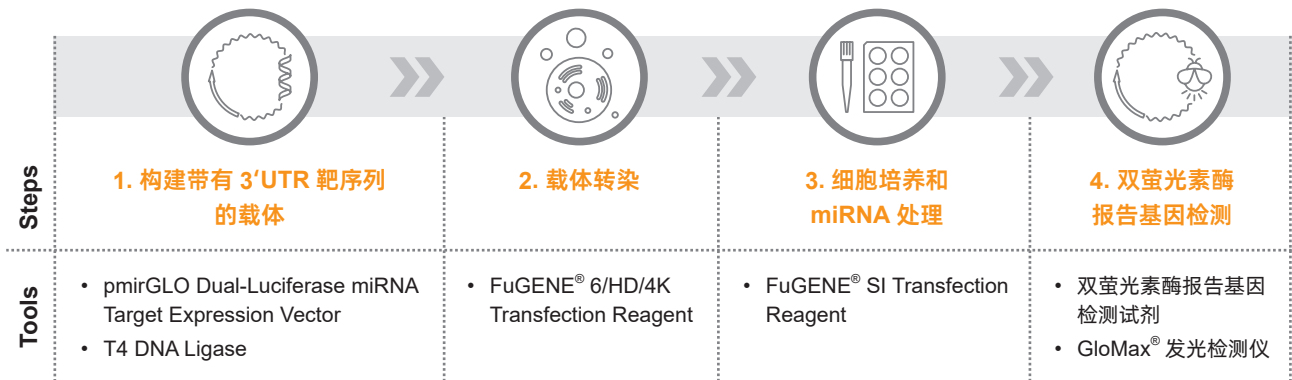 Steps
1. 构建带有 3‘UTR 靶序列
的载体
2. 载体转染
3. 细胞培养和
miRNA 处理
4. 双萤光素酶
报告基因检测
Tools
• pmirGLO Dual-Luciferase miRNA
Target Expression Vector
• T4 DNA Ligase
• FuGENE® 6/HD/4K
Transfection Reagent
• FuGENE® SI Transfection
Reagent
• 双萤光素酶报告基因
检测试剂
• GloMax® 发光检测仪